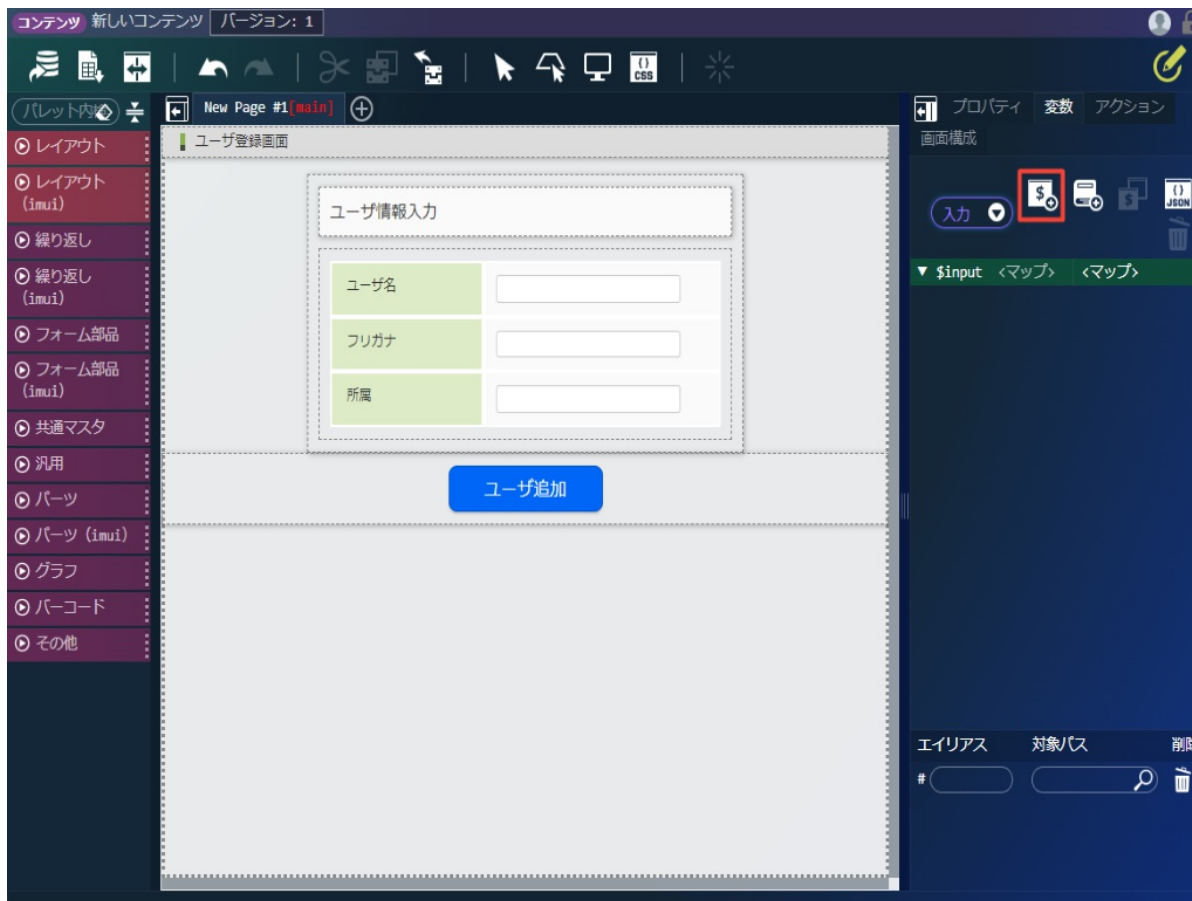 コンテンツ 新しいコンテンツ バージョン: 1
{} CSS
パレット内検
New Page #1[main]
プロパティ 変数 アクション
画面構成
レイアウト
レイアウト
(imui)
繰り返し
繰り返し
(imui)
フォーム部品
フォーム部品
(imui)
共通マスタ
汎用
パーツ
パーツ (imui)
グラフ
バーコード
その他
ユーザ登録画面
ユーザ情報入力
ユーザ名
フリガナ
所属
ユーザ追加
入力 $ $ {} JSON
▼ $input <マップ> <マップ>
エイリアス 対象パス 削除
#